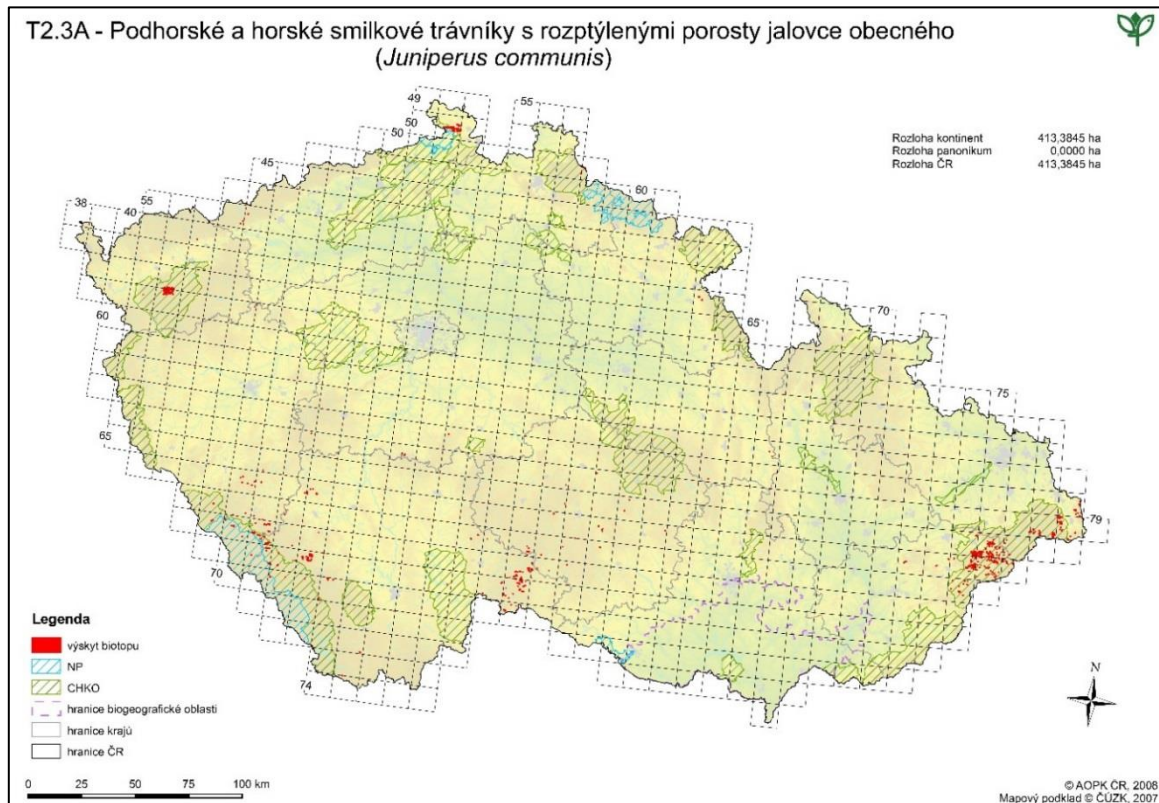 T2.3A - Podhorské a horské smilkové trávníky s rozptýlenými porosty jalovce obecného
(Juniperus communis)
Rozloha kontinent 413,3845 ha
Rozloha panonikum 0,0000 ha
Rozloha ČR 413,3845 ha
49
50
50
55
45
60
55
40
38
60
65
70
65
75
79
70
74
Legenda
výskyt biotopu
NP
CHKO
hranice biogeografické oblasti
hranice krajů
hranice ČR
0 25 50 75 100 km
N
© AOPK ČR, 2008
Mapový podklad © ČÚZK, 2007